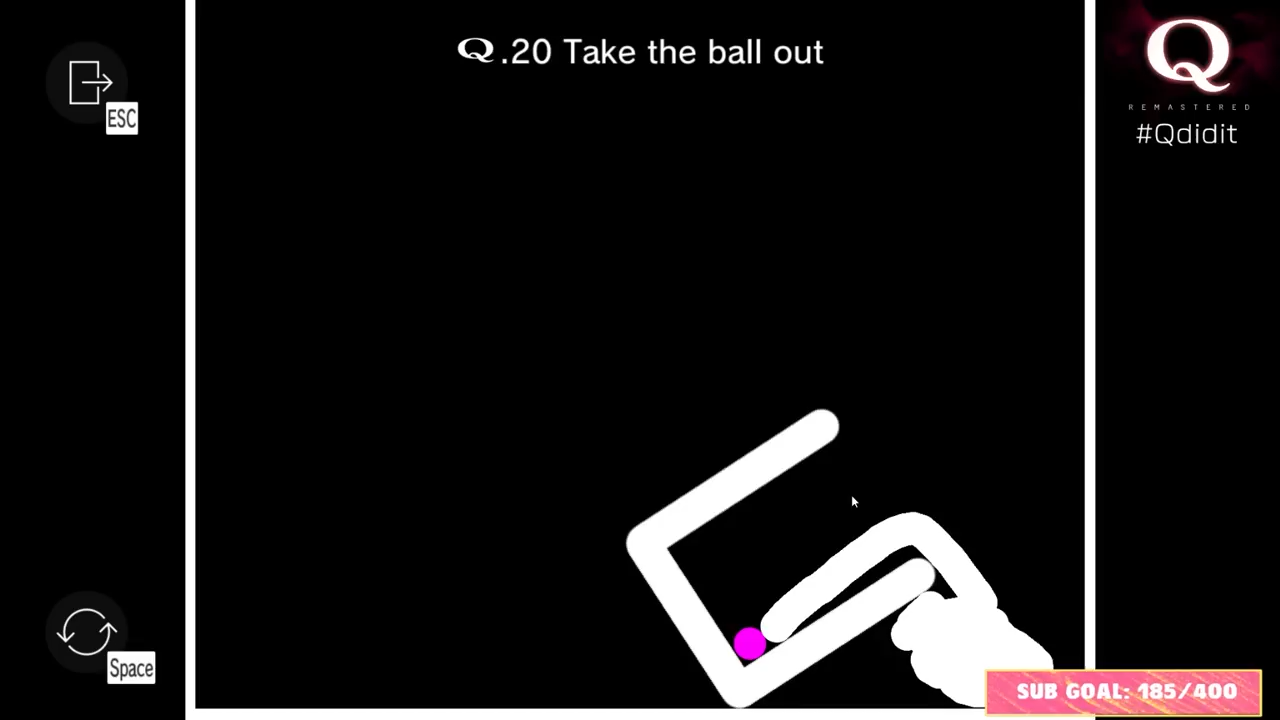 Q.20 Take the ball out
ESC
Q
REMASTERED
#Qdidit
Space
SUB GOAL: 185/400